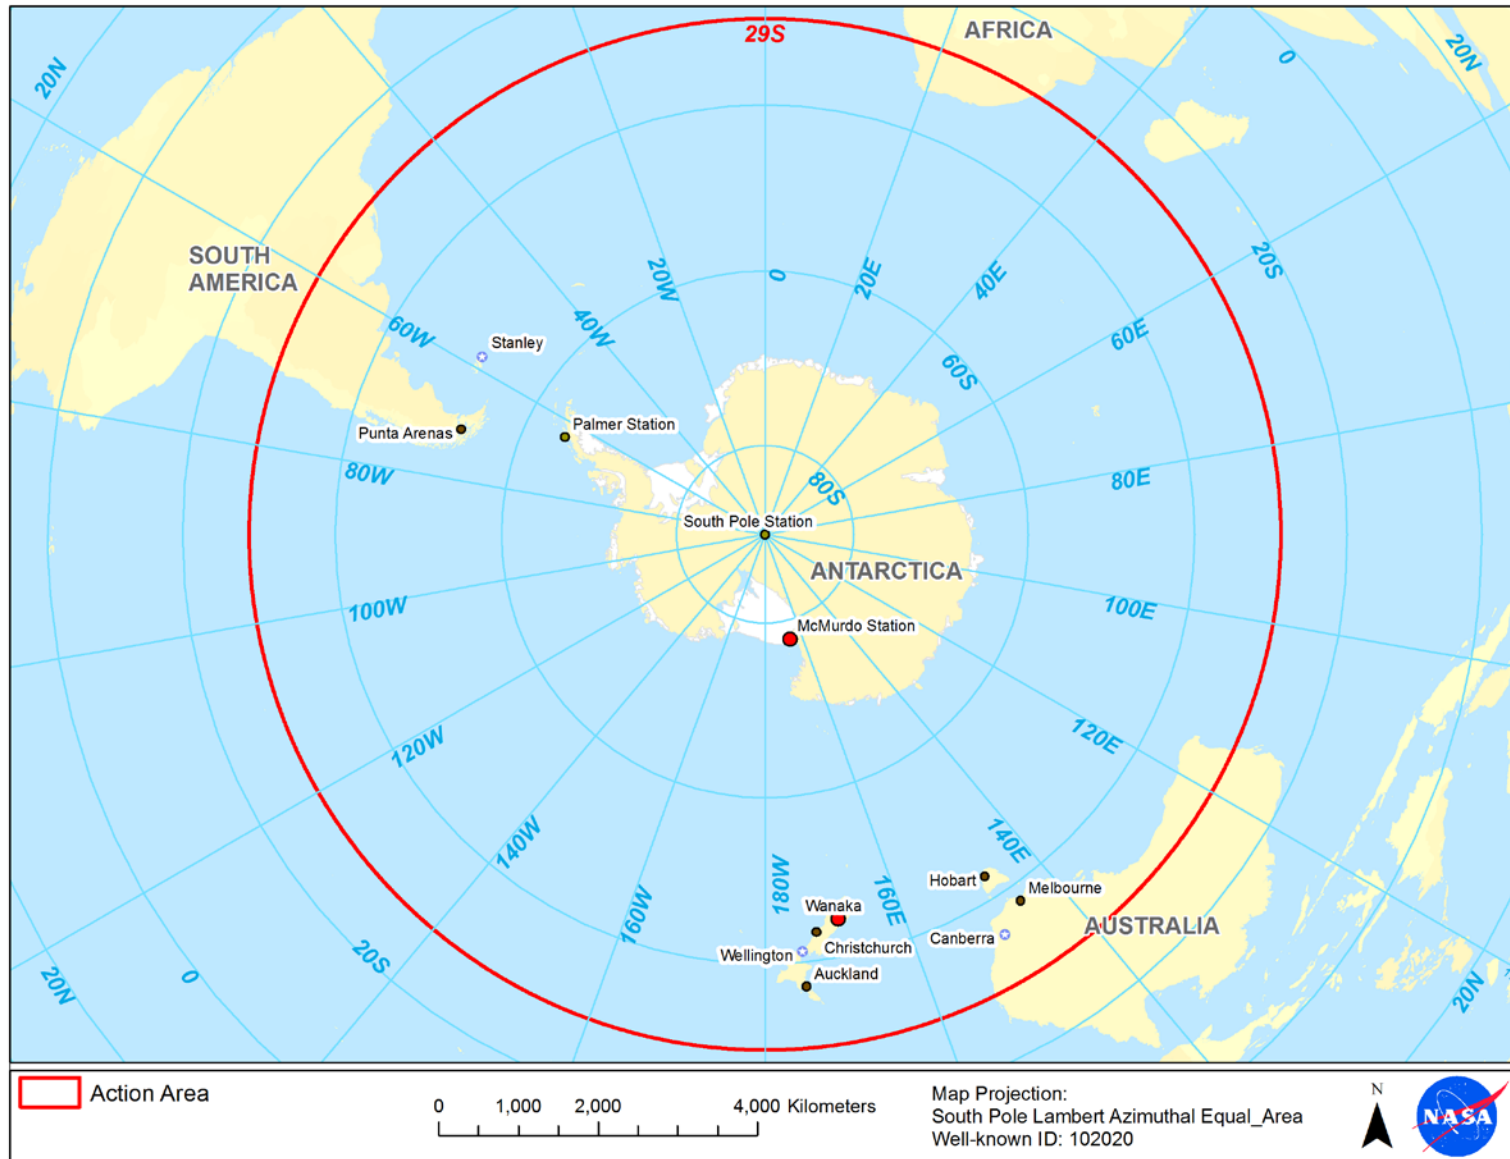 AFRICA
29S
20N
0
20N
SOUTH
AMERICA
20W
0
20E
40E
20S
40W
60W
Stanley
60E
60S
Punta Arenas
Palmer Station
80W
80S
80E
South Pole Station
ANTARCTICA
100W
100E
McMurdo Station
120W
120E
140W
140E
180W
160E
160W
Hobart
Melbourne
Wanaka
AUSTRALIA
Canberra
Christchurch
Wellington
Auckland
20S
0
20N
20N
Action Area
0 1,000 2,000 4,000 Kilometers
Map Projection:
South Pole Lambert Azimuthal Equal_Area
Well-known ID: 102020
N
NASA